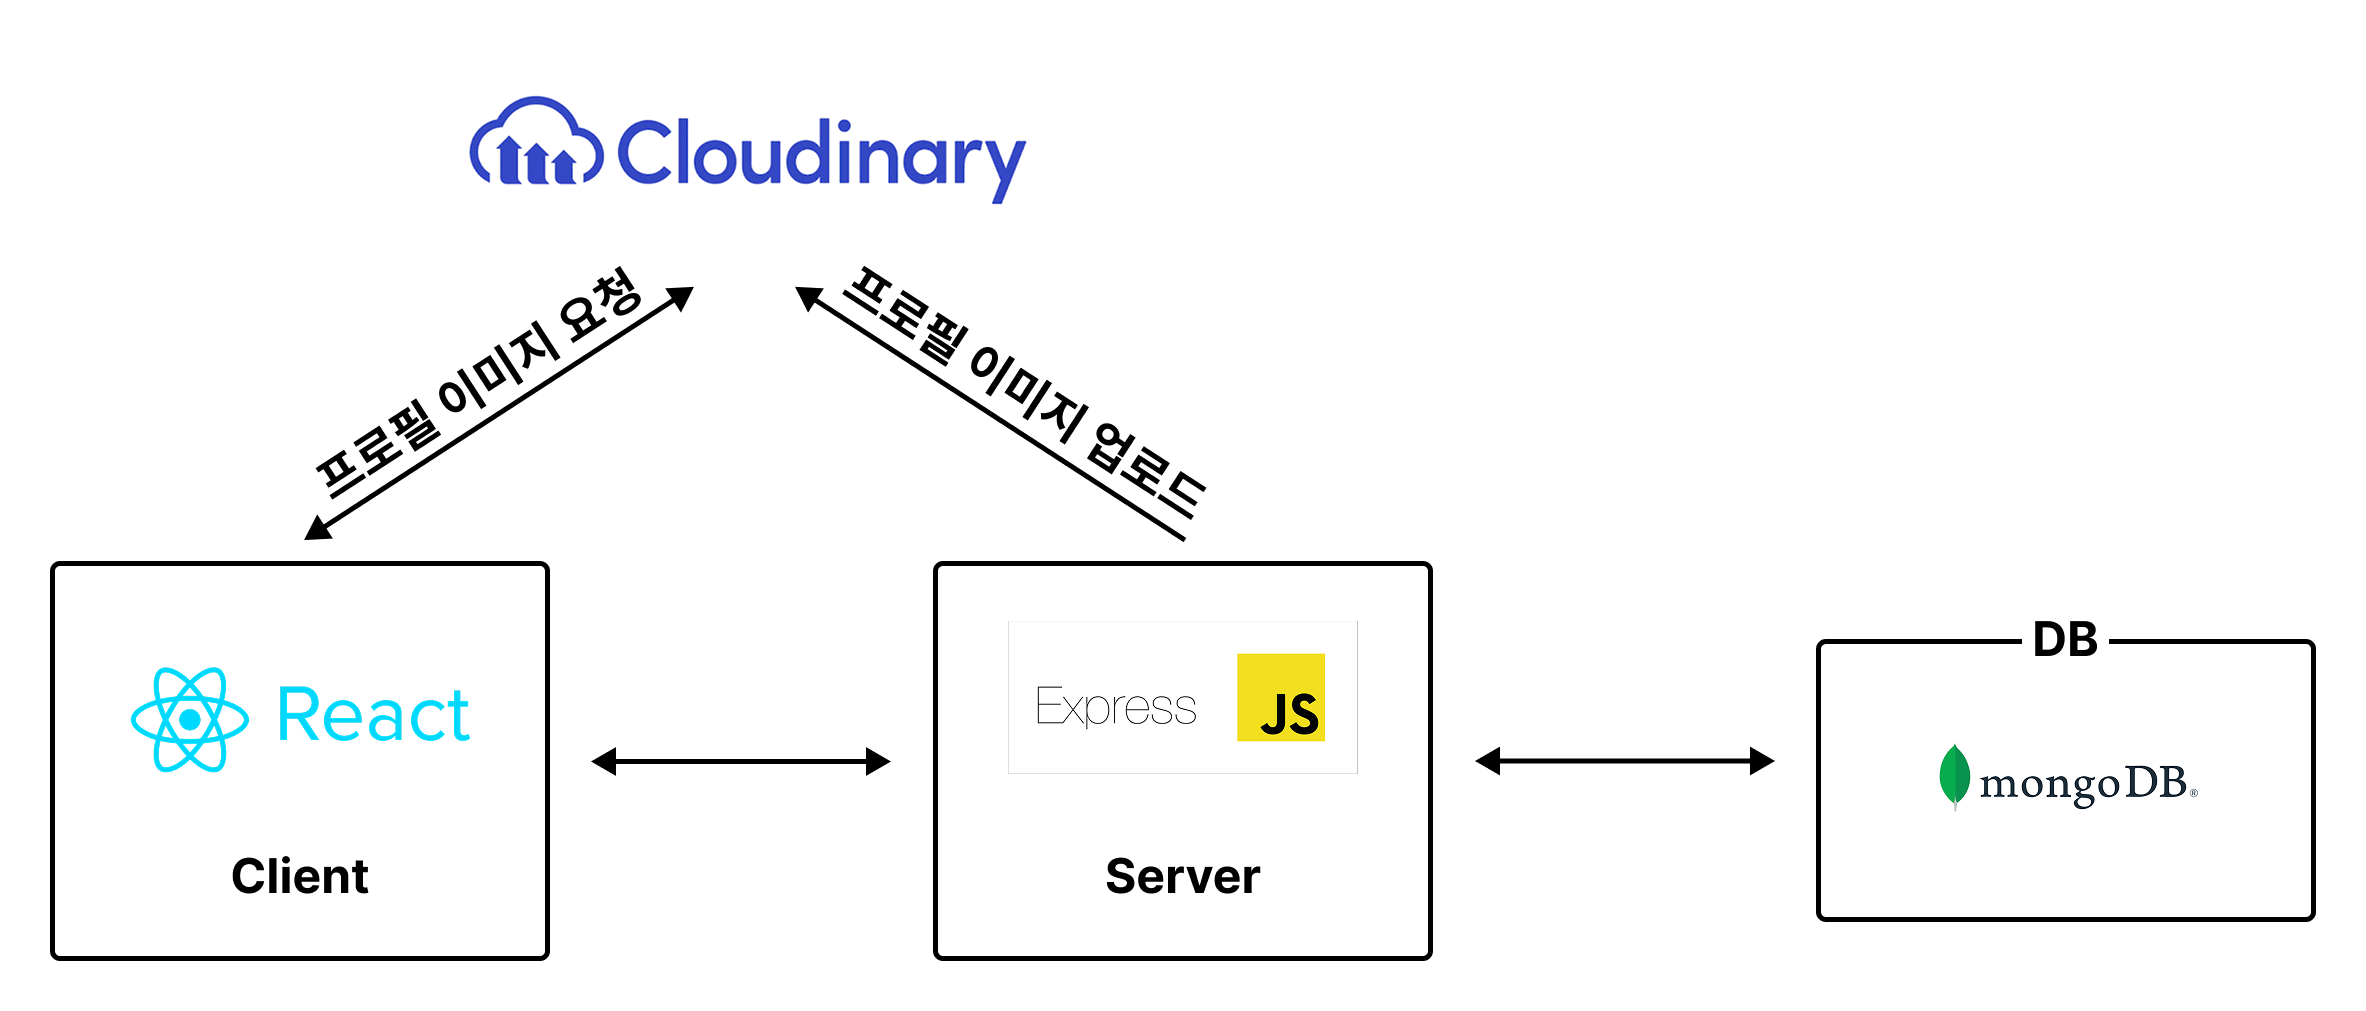 Cloudinary
프로필 이미지 요청
프로필 이미지 업로드
React
Client
Express
JS
Server
DB
mongoDB®